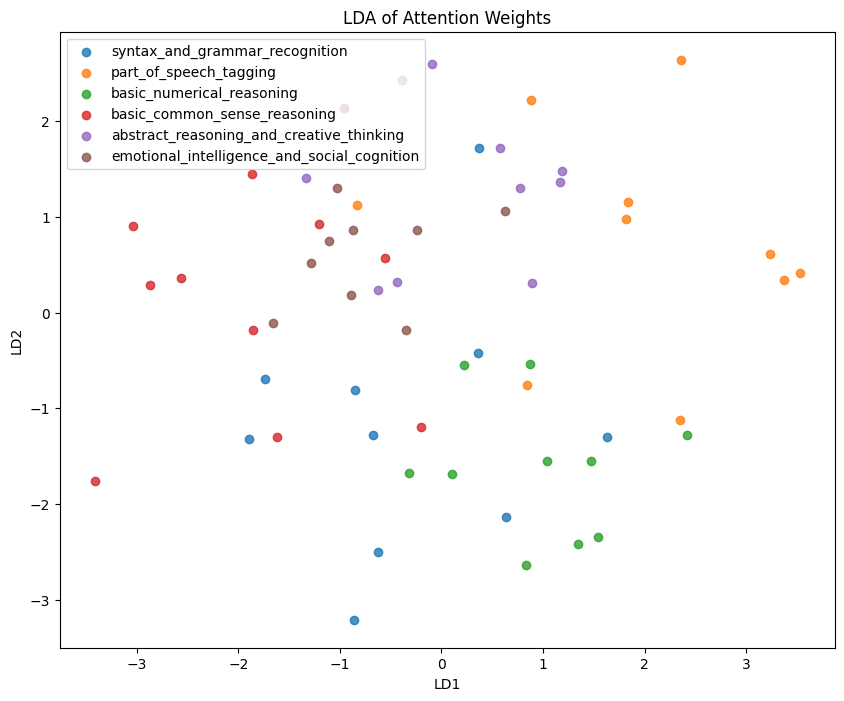 LDA of Attention Weights
syntax_and_grammar_recognition
part_of_speech_tagging
basic_numerical_reasoning
basic_common_sense_reasoning
abstract_reasoning_and_creative_thinking
emotional_intelligence_and_social_cognition
2
1
0
−1
−2
−3
LD2
−3 −2 −1 0 1 2 3
LD1